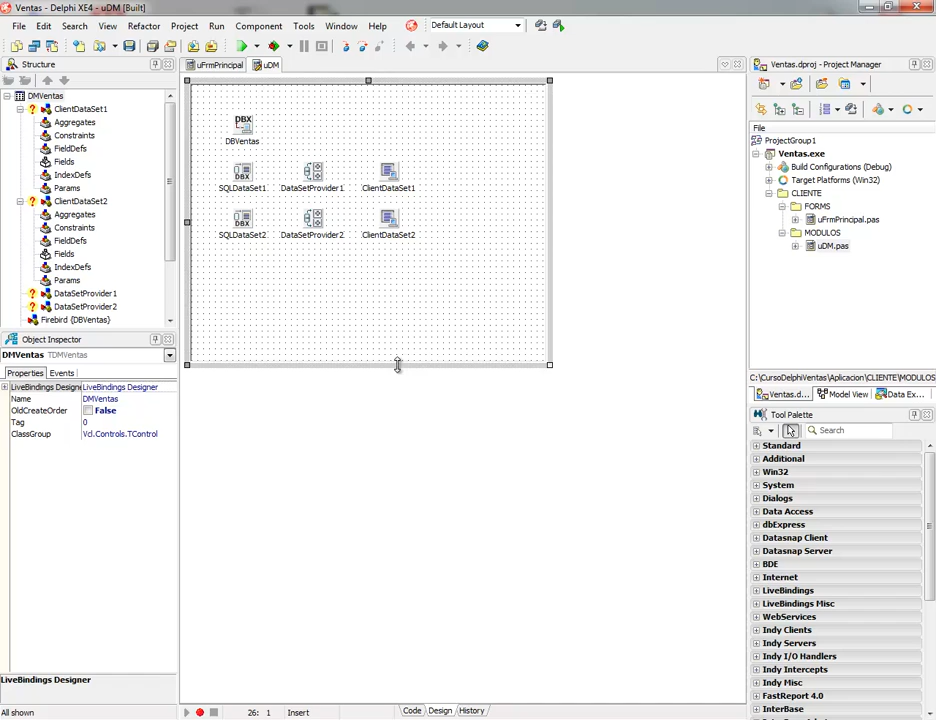 Ventas - Delphi XE4 - uDM [Built]
File Edit Search View Refactor Project Run Component Tools Window Help Default Layout
Structure
DMVentas
ClientDataSet1
Aggregates
Constraints
FieldDefs
Fields
IndexDefs
Params
ClientDataSet2
Aggregates
Constraints
FieldDefs
Fields
IndexDefs
Params
DataSetProvider1
DataSetProvider2
Firebird (DBVentas)
Object Inspector
DMVentas TDMVentas
Properties Events
LiveBindings Designe LiveBindings Designer
Name DMVentas
OldCreateOrder False
Tag 0
ClassGroup Vcl.Controls.TControl
LiveBindings Designer
All shown
uFrmPrincipal uDM
DBX
DBVentas
DBX
SQLDataSet1 DataSetProvider1 ClientDataSet1
DBX
SQLDataSet2 DataSetProvider2 ClientDataSet2
26: 1 Insert Code Design History
Ventas.dproj - Project Manager
File
ProjectGroup1
Ventas.exe
Build Configurations (Debug)
Target Platforms (Win32)
CLIENTE
FORMS
uFrmPrincipal.pas
MODULOS
uDM.pas
C:\CursoDelphiVentas\Aplicacion\CLIENTE\MODULOS
Ventas.d... Model View Data Ex...
Tool Palette
Search
Standard
Additional
Win32
System
Dialogs
Data Access
dbExpress
Datasnap Client
Datasnap Server
BDE
Internet
LiveBindings
LiveBindings Misc
WebServices
Indy Clients
Indy Servers
Indy I/O Handlers
Indy Intercepts
Indy Misc
FastReport 4.0
InterBase